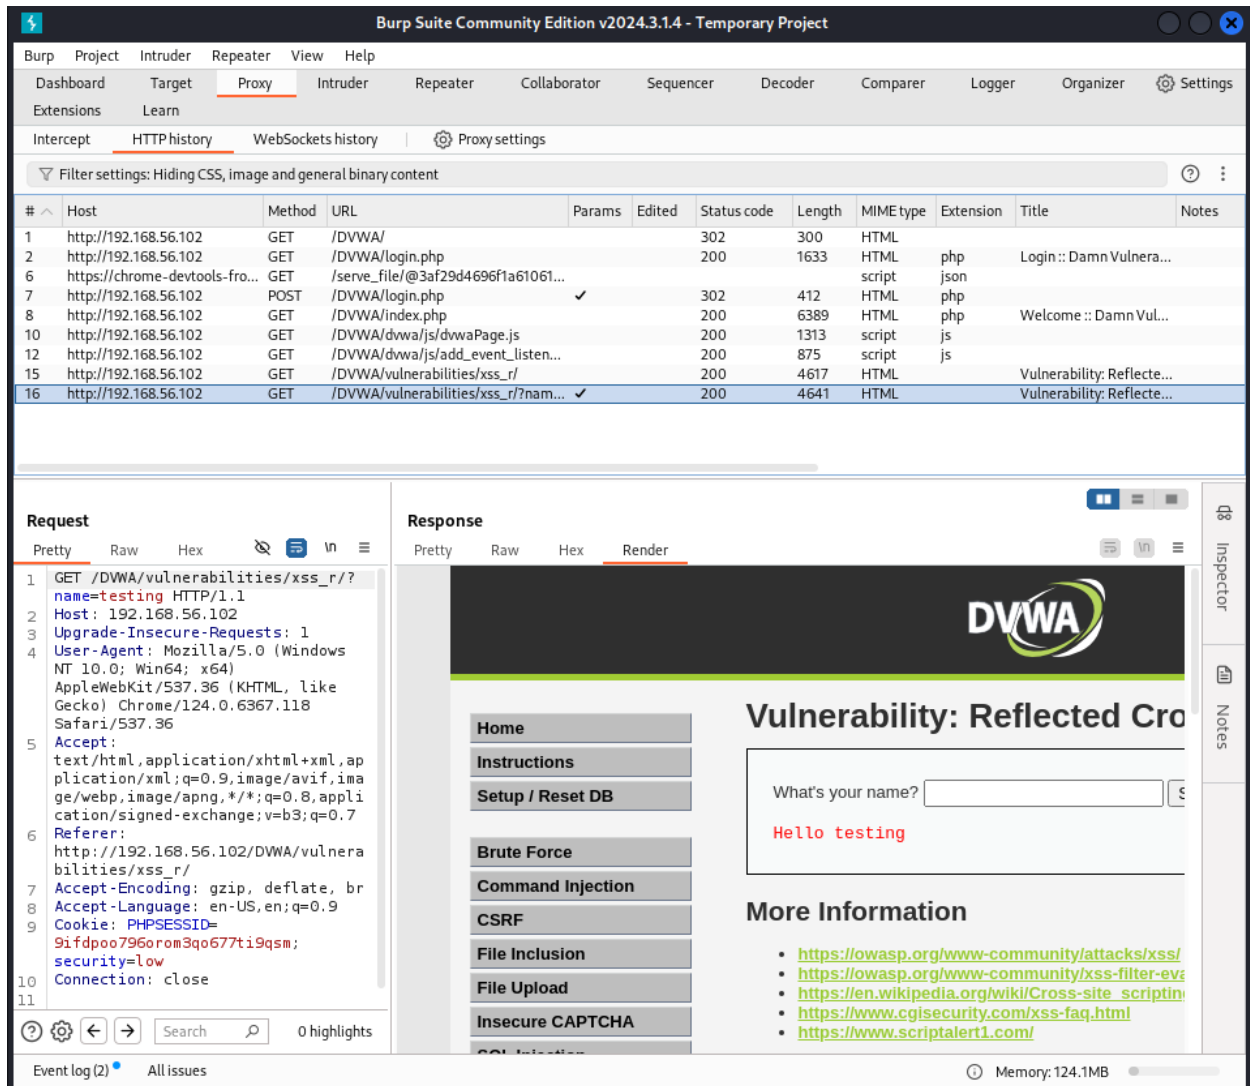 Burp Suite Community Edition v2024.3.1.4 - Temporary Project
Burp Project Intruder Repeater View Help
Dashboard Target Proxy Intruder Repeater Collaborator Sequencer Decoder Comparer Logger Organizer Settings
Extensions Learn
Intercept HTTP history WebSockets history Proxy settings
Filter settings: Hiding CSS, image and general binary content
# Host Method URL Params Edited Status code Length MIME type Extension Title Notes
1 http://192.168.56.102 GET /DVWA/ 302 300 HTML
2 http://192.168.56.102 GET /DVWA/login.php 200 1633 HTML php Login :: Damn Vulnera...
6 https://chrome-devtools-fro... GET /serve_file/@3af29d4696f1a61061... script json
7 http://192.168.56.102 POST /DVWA/login.php ✓ 302 412 HTML php
8 http://192.168.56.102 GET /DVWA/index.php 200 6389 HTML php Welcome :: Damn Vul...
10 http://192.168.56.102 GET /DVWA/dvwa/js/dvwaPage.js 200 1313 script js
12 http://192.168.56.102 GET /DVWA/dvwa/js/add_event_listen... 200 875 script js
15 http://192.168.56.102 GET /DVWA/vulnerabilities/xss_r/ 200 4617 HTML Vulnerability: Reflecte...
16 http://192.168.56.102 GET /DVWA/vulnerabilities/xss_r/?nam... ✓ 200 4641 HTML Vulnerability: Reflecte...
Request
Pretty Raw Hex \n
1 GET /DVWA/vulnerabilities/xss_r/?
name=testing HTTP/1.1
2 Host: 192.168.56.102
3 Upgrade-Insecure-Requests: 1
4 User-Agent: Mozilla/5.0 (Windows
NT 10.0; Win64; x64)
AppleWebKit/537.36 (KHTML, like
Gecko) Chrome/124.0.6367.118
Safari/537.36
5 Accept:
text/html,application/xhtml+xml,ap
plication/xml;q=0.9,image/avif,ima
ge/webp,image/apng,*/*;q=0.8,appli
cation/signed-exchange;v=b3;q=0.7
6 Referer:
http://192.168.56.102/DVWA/vulnera
bilities/xss_r/
7 Accept-Encoding: gzip, deflate, br
8 Accept-Language: en-US,en;q=0.9
9 Cookie: PHPSESSID=
9ifdpoo796orom3qo677ti9qsm;
security=low
10 Connection: close
11
Search 0 highlights
Response
Pretty Raw Hex Render \n
DVWA
Home
Instructions
Setup / Reset DB
Brute Force
Command Injection
CSRF
File Inclusion
File Upload
Insecure CAPTCHA
SQL Injection
Vulnerability: Reflected Cro
What's your name? S
Hello testing
More Information
https://owasp.org/www-community/attacks/xss/
https://owasp.org/www-community/xss-filter-eva
https://en.wikipedia.org/wiki/Cross-site_scripting
https://www.cgisecurity.com/xss-faq.html
https://www.scriptalert1.com/
Inspector
Notes
Event log (2) All issues Memory: 124.1MB